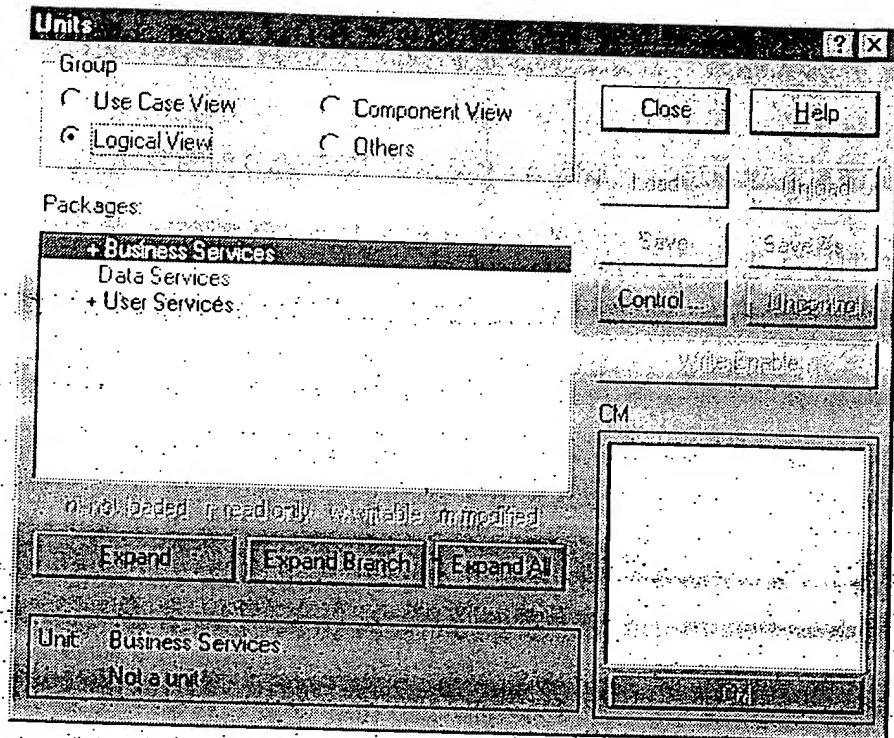 Units
Group
Use Case View
Component View
Logical View
Others
Close
Help
Load
Unload
Packages:
+ Business Services
Data Services
+ User Services
Save
Save As...
Control...
Uncontrol
Write Enable
CM
n-not loaded r-read only w-writable m-modified
Expand
Expand Branch
Expand All
Unit: Business Services
Not a unit